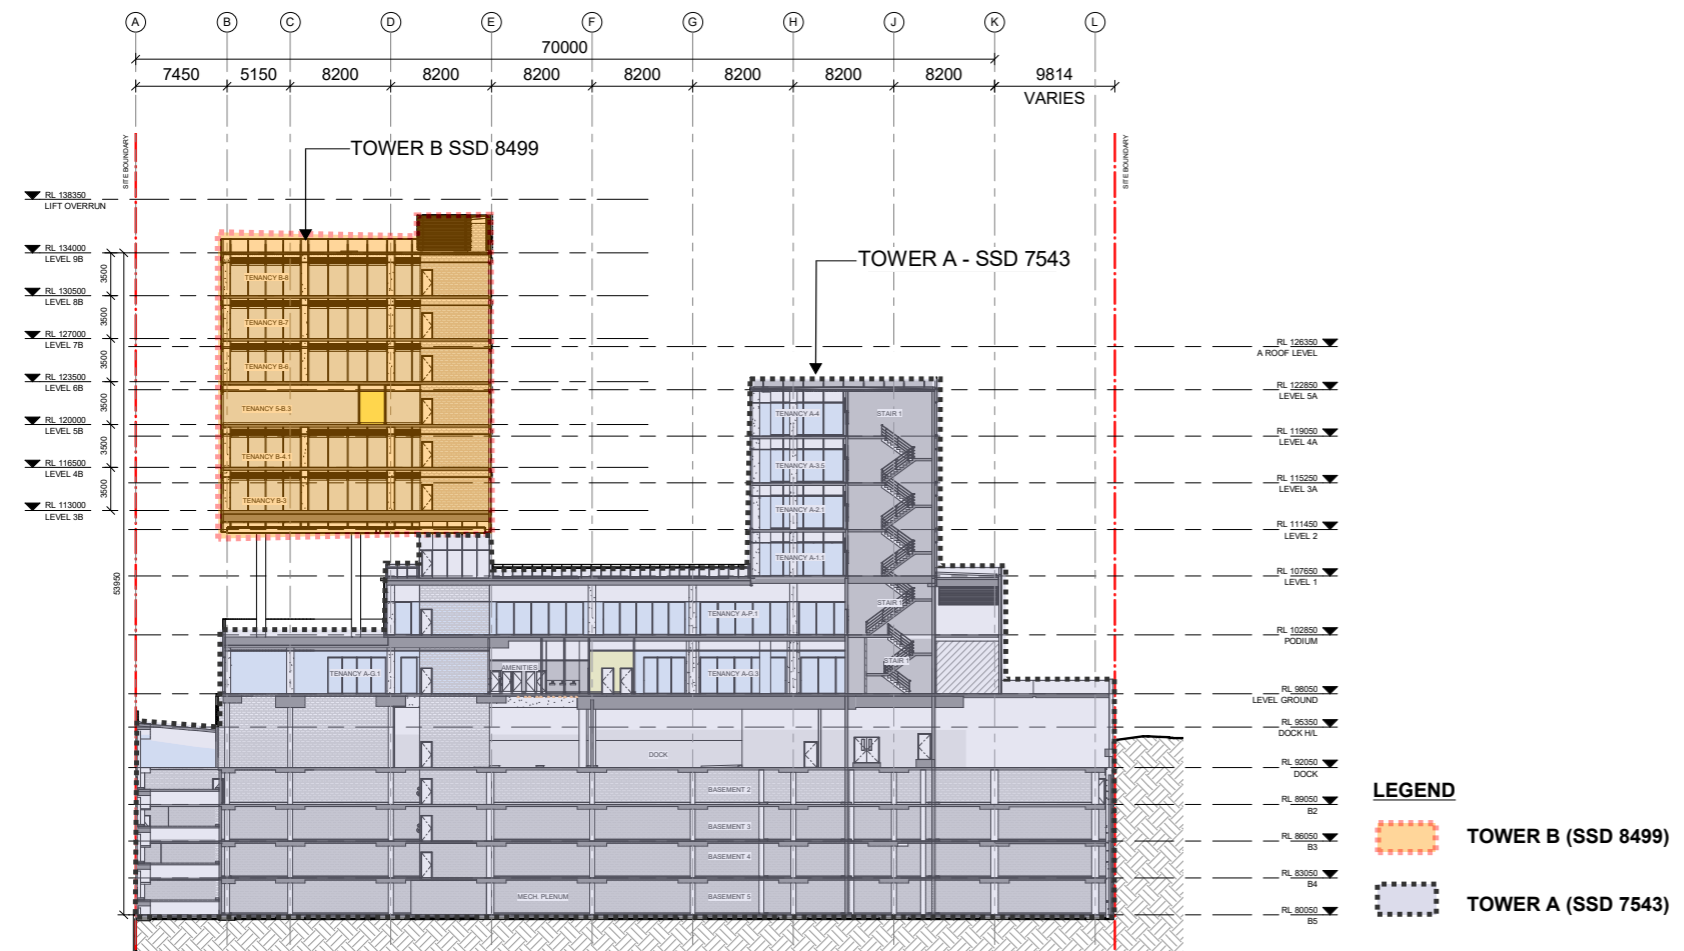 A B C D E F G H J K L
70000
7450 5150 8200 8200 8200 8200 8200 8200 8200 9814
VARIES
SITE BOUNDARY
SITE BOUNDARY
TOWER B SSD 8499
TOWER A - SSD 7543
RL 138350
LIFT OVERRUN
RL 134000
LEVEL 9B
3500
RL 130500
LEVEL 8B
3500
RL 127000
LEVEL 7B
3500
RL 123500
LEVEL 6B
3500
RL 120000
LEVEL 5B
3500
RL 116500
LEVEL 4B
3500
RL 113000
LEVEL 3B
53950
TENANCY B-8
TENANCY B-7
TENANCY B-6
TENANCY 5-B.3
TENANCY B-4.1
TENANCY B-3
TENANCY A-4
STAIR 1
TENANCY A-3.5
TENANCY A-2.1
TENANCY A-1.1
STAIR 1
TENANCY A-P.1
STAIR 1
TENANCY A-G.1
AMENITIES
TENANCY A-G.3
DOCK
BASEMENT 2
BASEMENT 3
BASEMENT 4
MECH. PLENUM
BASEMENT 5
RL 126350
A ROOF LEVEL
RL 122850
LEVEL 5A
RL 119050
LEVEL 4A
RL 115250
LEVEL 3A
RL 111450
LEVEL 2
RL 107650
LEVEL 1
RL 102850
PODIUM
RL 98050
LEVEL GROUND
RL 95350
DOCK H/L
RL 92050
DOCK
RL 89050
B2
RL 86050
B3
RL 83050
B4
RL 80050
B5
LEGEND
TOWER B (SSD 8499)
TOWER A (SSD 7543)